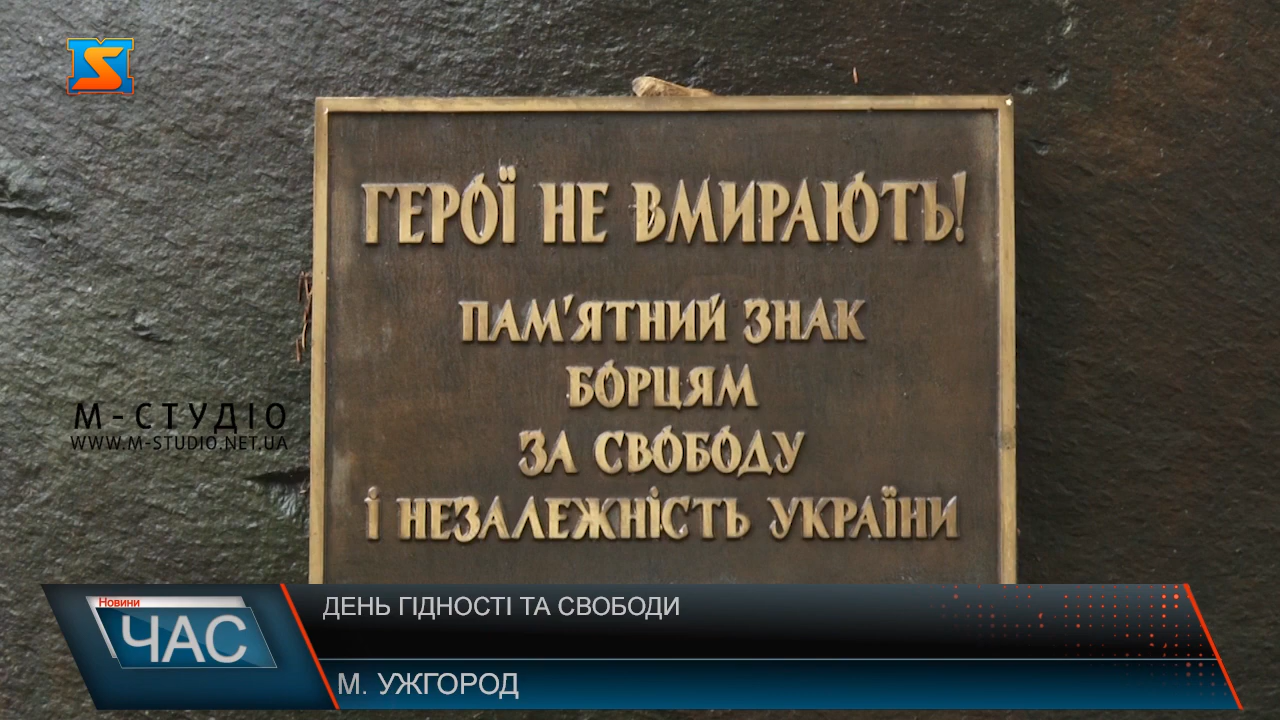 ГЕРОЇ НЕ ВМИРАЮТЬ!
ПАМ'ЯТНИЙ ЗНАК
БОРЦЯМ
ЗА СВОБОДУ
І НЕЗАЛЕЖНІСТЬ УКРАЇНИ
М-СТУДІО
WWW.M-STUDIO.NET.UA
Новини
ЧАС
ДЕНЬ ГІДНОСТІ ТА СВОБОДИ
М. УЖГОРОД